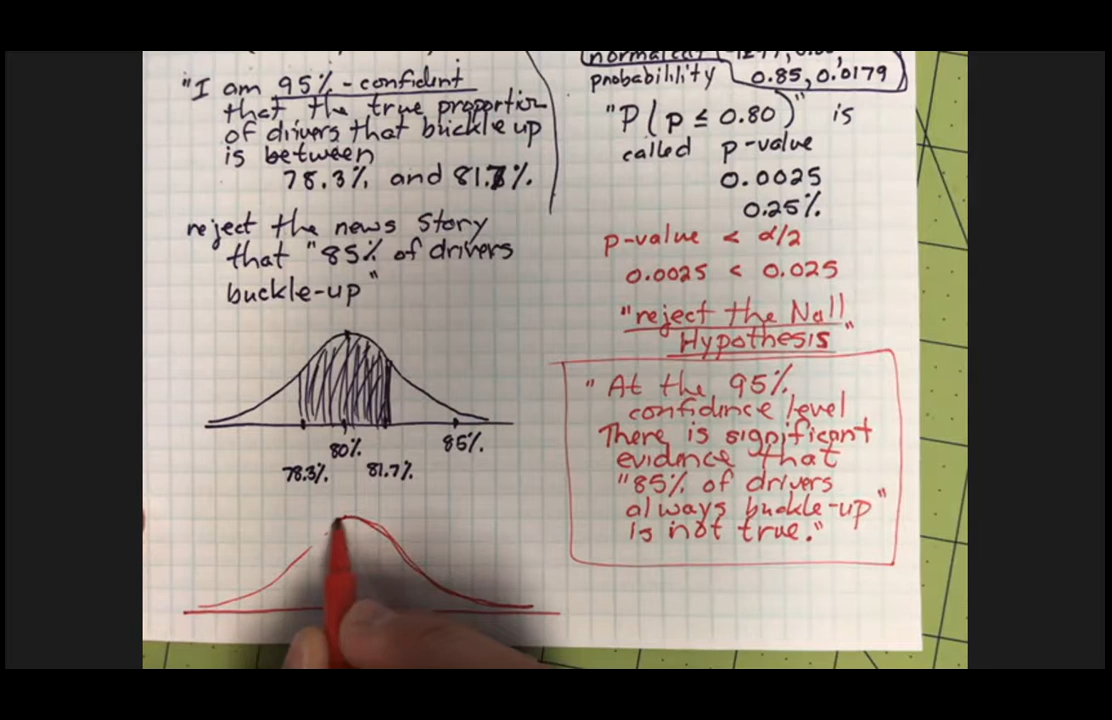 "I am 95% - confident
that the true proportion
of drivers that buckle up
is between
78.3% and 81.7%.
reject the news Story
that "85% of drivers
buckle-up"
80%
85%
78.3%
81.7%
probabilility 0.85, 0.0179
"P(p ≤ 0.80)" is
called p-value
0.0025
0.25%
p-value < α/2
0.0025 < 0.025
"reject the Null
Hypothesis"
"At the 95%
confidence level
There is significant
evidence that
"85% of drivers
always buckle-up"
is not true."